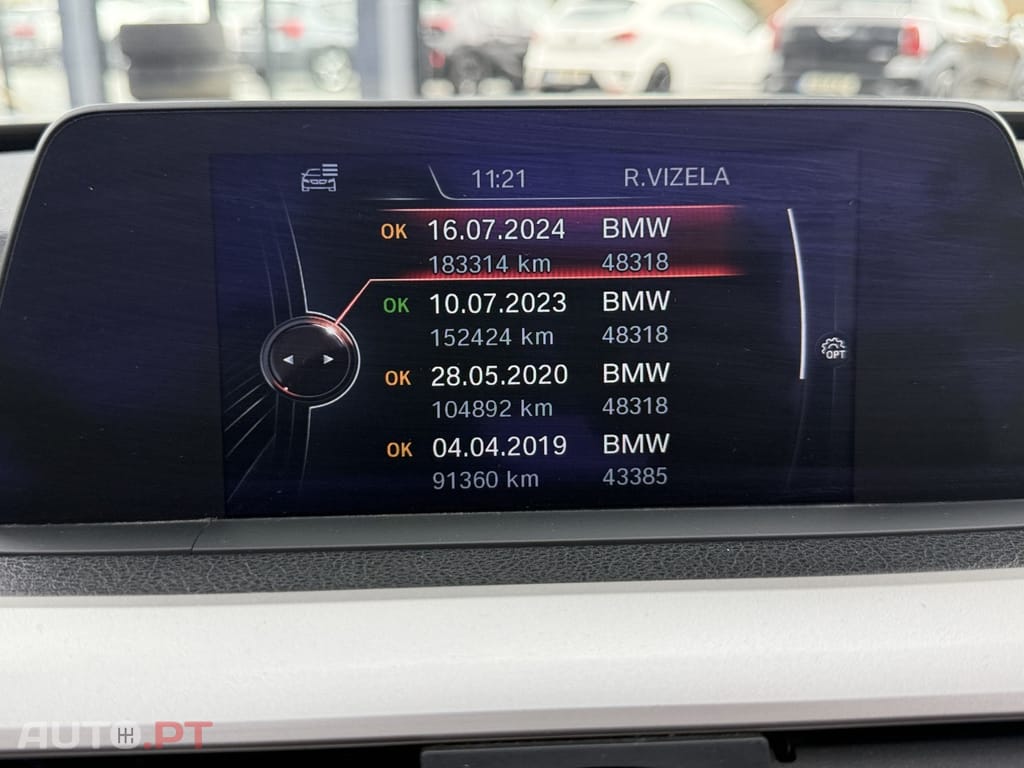 11:21 R.VIZELA
OK 16.07.2024 BMW
183314 km 48318
OK 10.07.2023 BMW
152424 km 48318
OK 28.05.2020 BMW
104892 km 48318
OK 04.04.2019 BMW
91360 km 43385
OPT
AUTO.PT